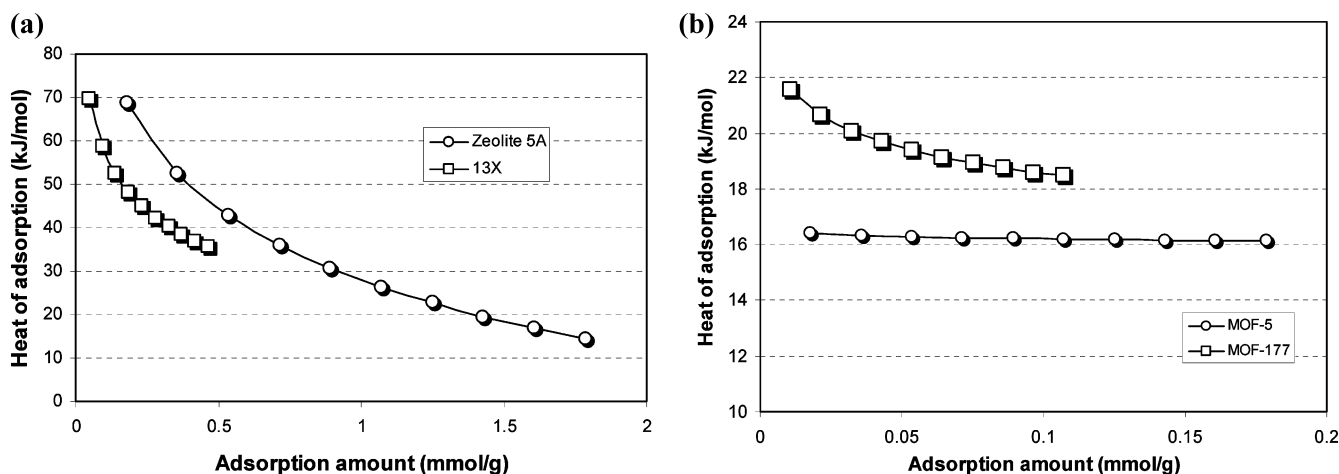 (a)
Heat of adsorption (kJ/mol)
80
70
60
50
40
30
20
10
0
0
0.5
1
1.5
2
Adsorption amount (mmol/g)
Zeolite 5A
13X
(b)
Heat of adsorption (kJ/mol)
24
22
20
18
16
14
12
10
0
0.05
0.1
0.15
0.2
Adsorption amount (mmol/g)
MOF-5
MOF-177